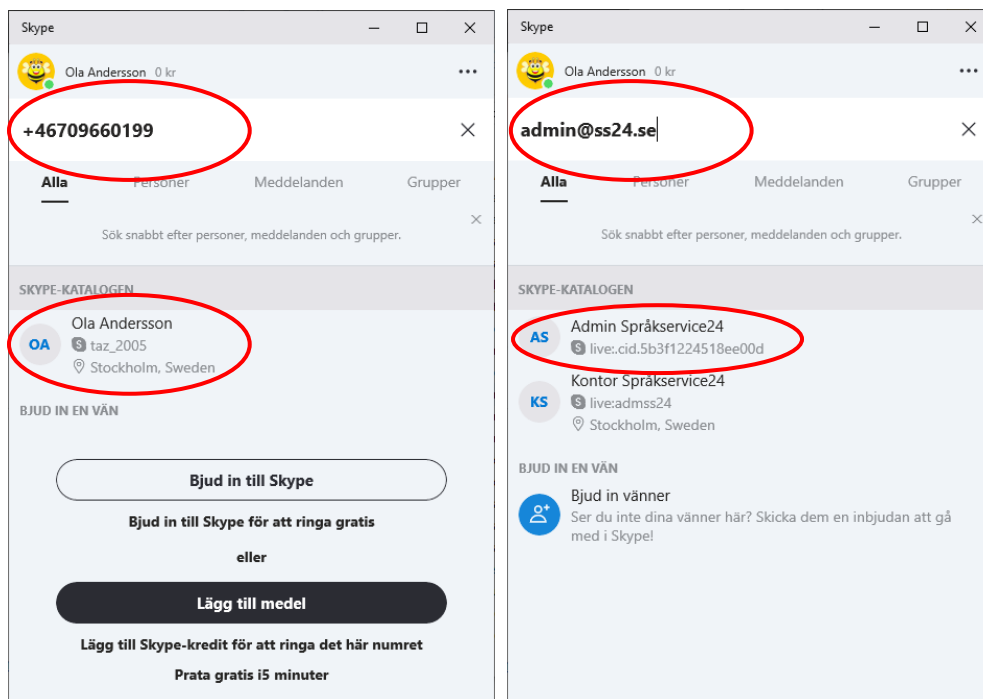 Skype
Ola Andersson 0 kr
+46709660199
Alla Personer Meddelanden Grupper
Sök snabbt efter personer, meddelanden och grupper.
SKYPE-KATALOGEN
OA
Ola Andersson
taz_2005
Stockholm, Sweden
BJUD IN EN VÄN
Bjud in till Skype
Bjud in till Skype för att ringa gratis
eller
Lägg till medel
Lägg till Skype-kredit för att ringa det här numret
Prata gratis i5 minuter
Skype
Ola Andersson 0 kr
admin@ss24.se
Alla Personer Meddelanden Grupper
Sök snabbt efter personer, meddelanden och grupper.
SKYPE-KATALOGEN
AS
Admin Språkservice24
live:.cid.5b3f1224518ee00d
KS
Kontor Språkservice24
live:admss24
Stockholm, Sweden
BJUD IN EN VÄN
Bjud in vänner
Ser du inte dina vänner här? Skicka dem en inbjudan att gå
med i Skype!